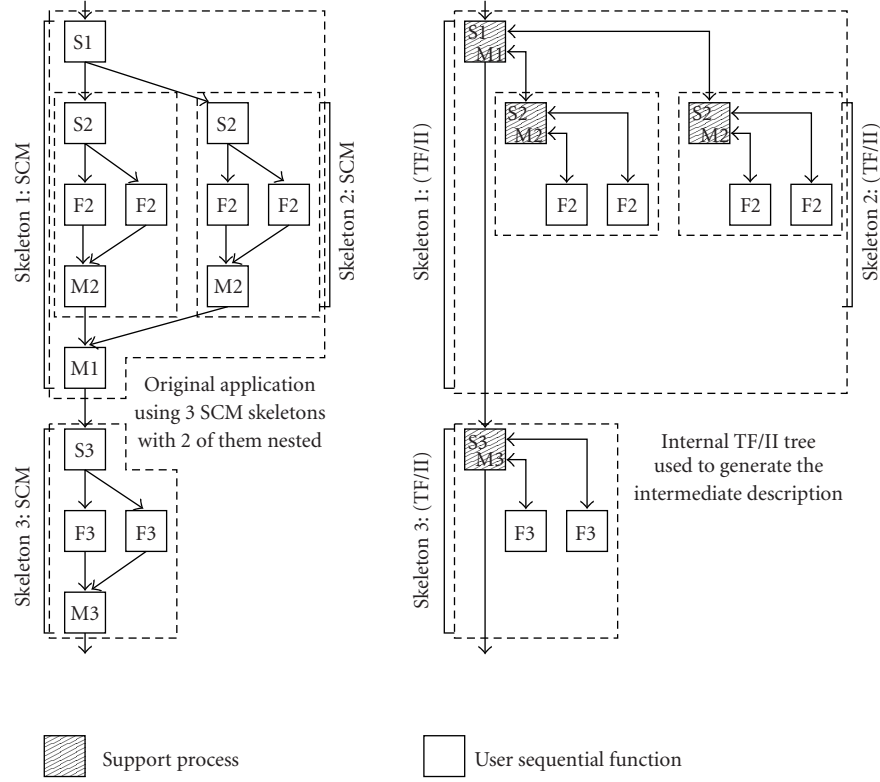 S1
S2
S2
F2
F2
F2
F2
M2
M2
M1
Skeleton 1: SCM
Skeleton 2: SCM
Original application
using 3 SCM skeletons
with 2 of them nested
S3
F3
F3
M3
Skeleton 3: SCM
S1
M1
S2
M2
S2
M2
F2
F2
F2
F2
Skeleton 1: (TF/II)
Skeleton 2: (TF/II)
S3
M3
F3
F3
Skeleton 3: (TF/II)
Internal TF/II tree
used to generate the
intermediate description
Support process
User sequential function